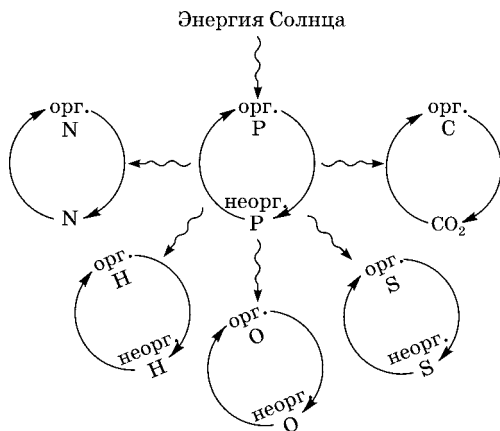 Энергия Солнца
орг.
N
N
орг.
P
неорг.
P
орг.
C
CO₂
орг.
H
неорг.
H
орг.
O
неорг.
O
орг.
S
неорг.
S